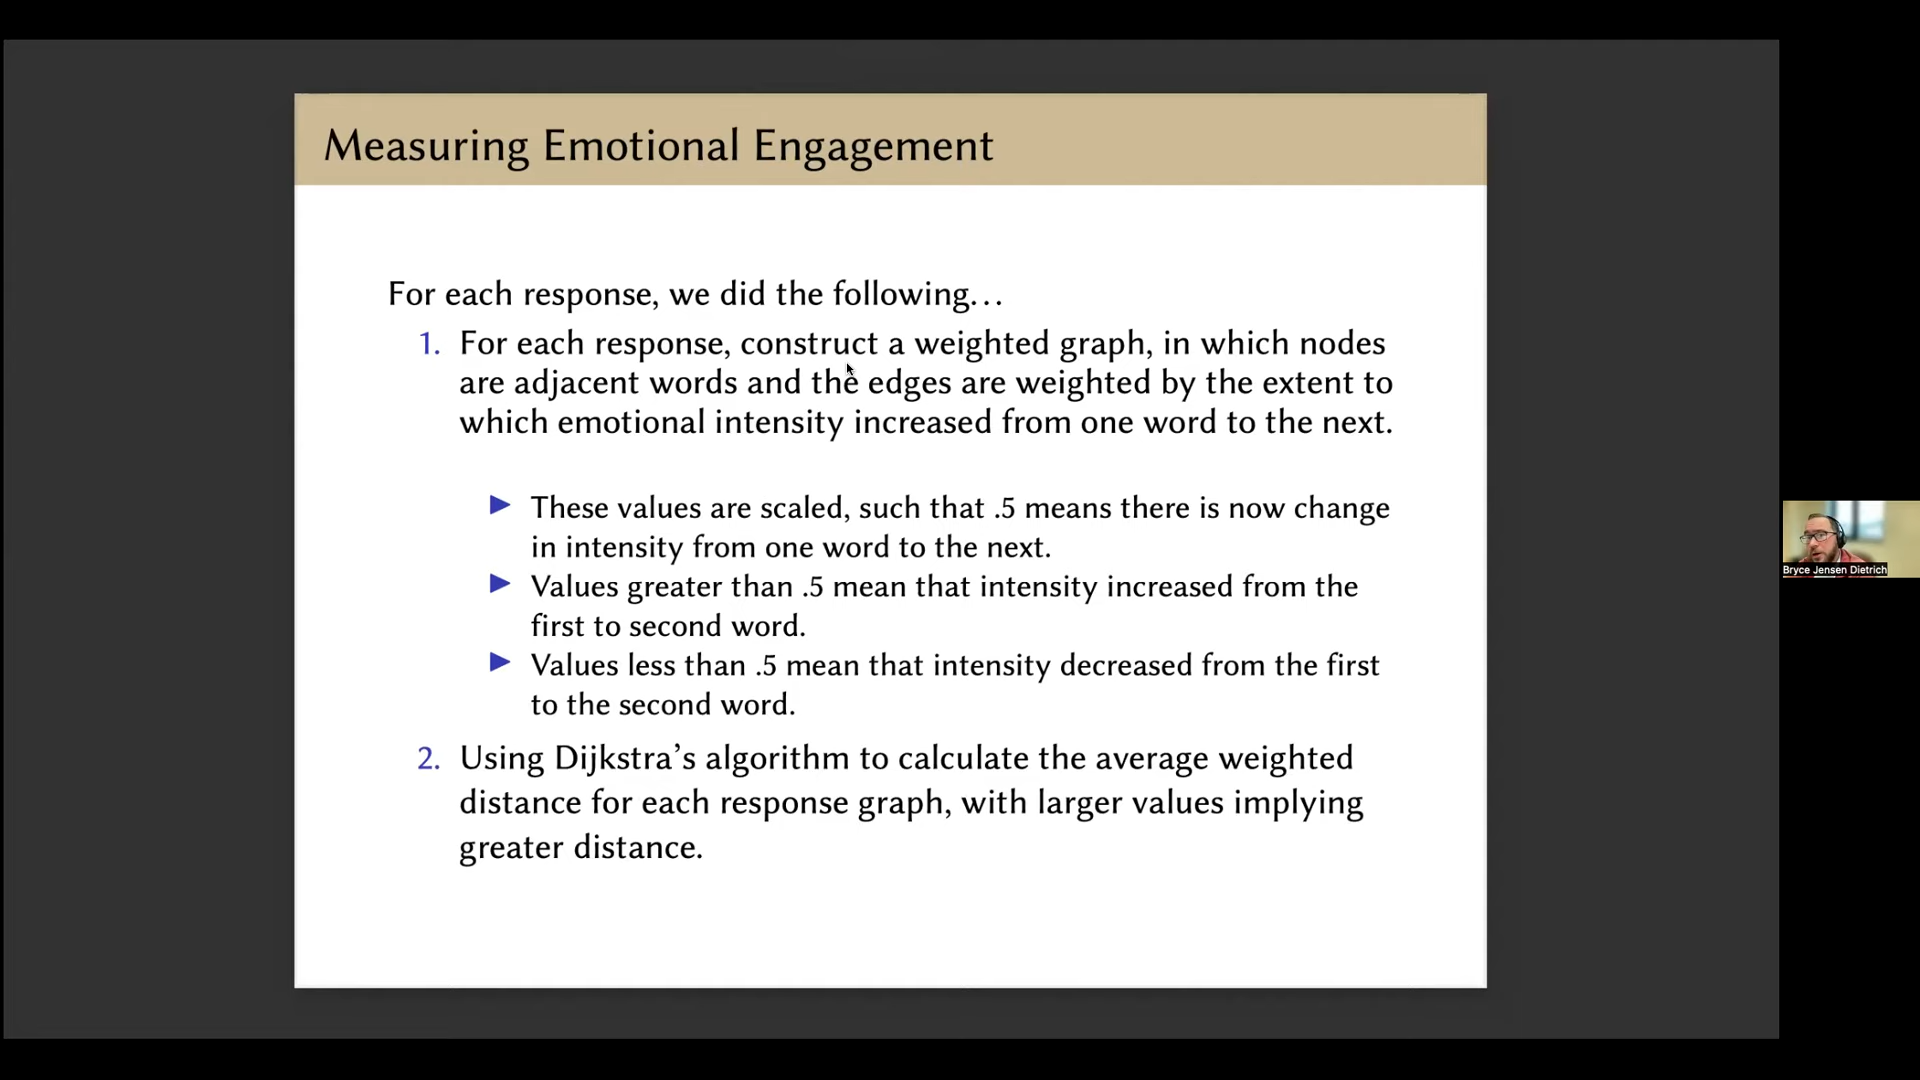 Measuring Emotional Engagement
For each response, we did the following…
1. For each response, construct a weighted graph, in which nodes
are adjacent words and the edges are weighted by the extent to
which emotional intensity increased from one word to the next.
These values are scaled, such that .5 means there is now change
in intensity from one word to the next.
Values greater than .5 mean that intensity increased from the
first to second word.
Values less than .5 mean that intensity decreased from the first
to the second word.
2. Using Dijkstra’s algorithm to calculate the average weighted
distance for each response graph, with larger values implying
greater distance.
Bryce Jensen Dietrich